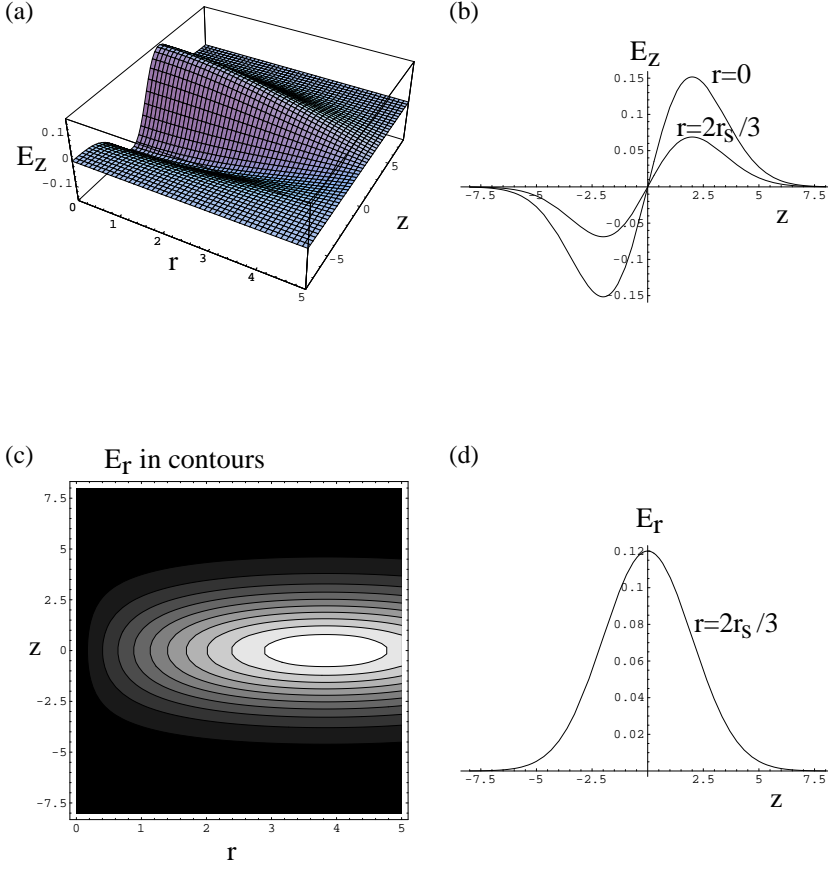 (a)
0.1
0
-0.1
E_z
0
1
2
3
4
5
r
-5
0
5
z
(b)
E_z
0.15
r=0
0.1
r=2r_s/3
0.05
-7.5 -5 -2.5 2.5 5 7.5
z
-0.05
-0.1
-0.15
(c)
E_r in contours
7.5
5
2.5
z
0
-2.5
-5
-7.5
0 1 2 3 4 5
r
(d)
E_r
0.12
0.1
0.08
r=2r_s/3
0.06
0.04
0.02
-7.5 -5 -2.5 2.5 5 7.5
z